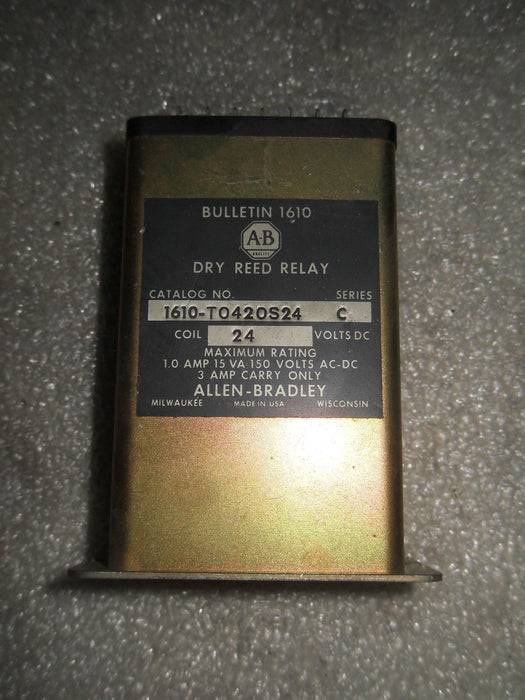 BULLETIN 1610
A-B
QUALITY
DRY REED RELAY
CATALOG NO. SERIES
1610-T0420S24 C
COIL 24 VOLTS DC
MAXIMUM RATING
1.0 AMP 15 VA 150 VOLTS AC-DC
3 AMP CARRY ONLY
ALLEN-BRADLEY
MILWAUKEE MADE IN USA WISCONSIN